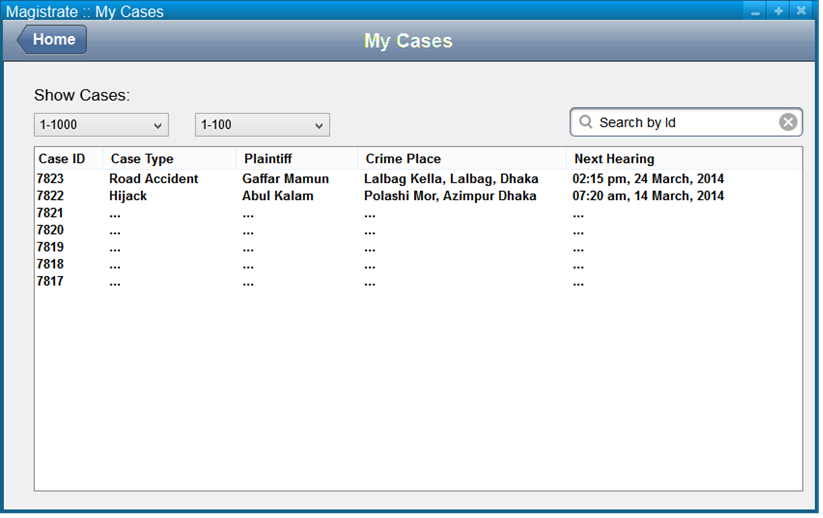 Magistrate :: My Cases
Home My Cases
Show Cases:
1-1000 1-100 Search by Id
Case ID Case Type Plaintiff Crime Place Next Hearing
7823 Road Accident Gaffar Mamun Lalbag Kella, Lalbag, Dhaka 02:15 pm, 24 March, 2014
7822 Hijack Abul Kalam Polashi Mor, Azimpur Dhaka 07:20 am, 14 March, 2014
7821 ... ... ... ...
7820 ... ... ... ...
7819 ... ... ... ...
7818 ... ... ... ...
7817 ... ... ... ...